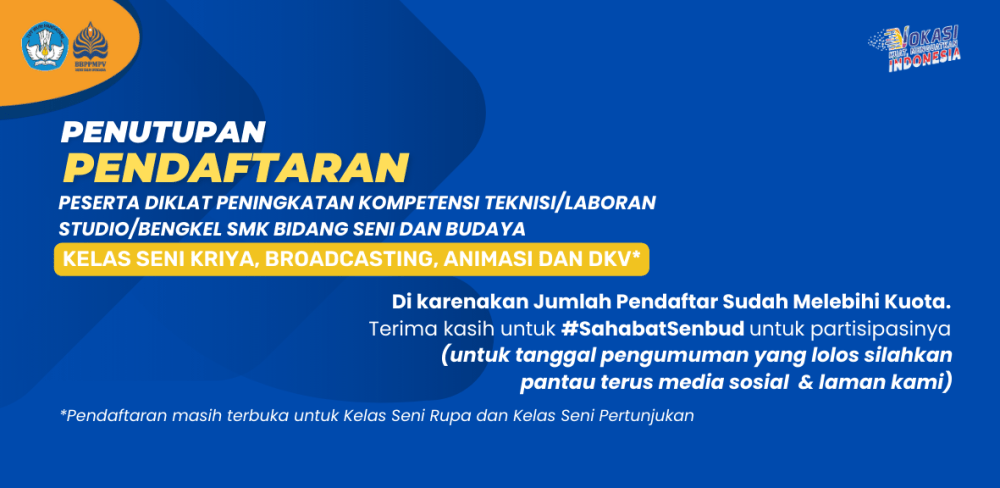 BBPPMPV
VOKASI
KUAT, MENGUATKAN
INDONESIA
PENUTUPAN
PENDAFTARAN
PESERTA DIKLAT PENINGKATAN KOMPETENSI TEKNISI/LABORAN
STUDIO/BENGKEL SMK BIDANG SENI DAN BUDAYA
KELAS SENI KRIYA, BROADCASTING, ANIMASI DAN DKV*
Di karenakan Jumlah Pendaftar Sudah Melebihi Kuota.
Terima kasih untuk #SahabatSenbud untuk partisipasinya
(untuk tanggal pengumuman yang lolos silahkan
pantau terus media sosial & laman kami)
*Pendaftaran masih terbuka untuk Kelas Seni Rupa dan Kelas Seni Pertunjukan